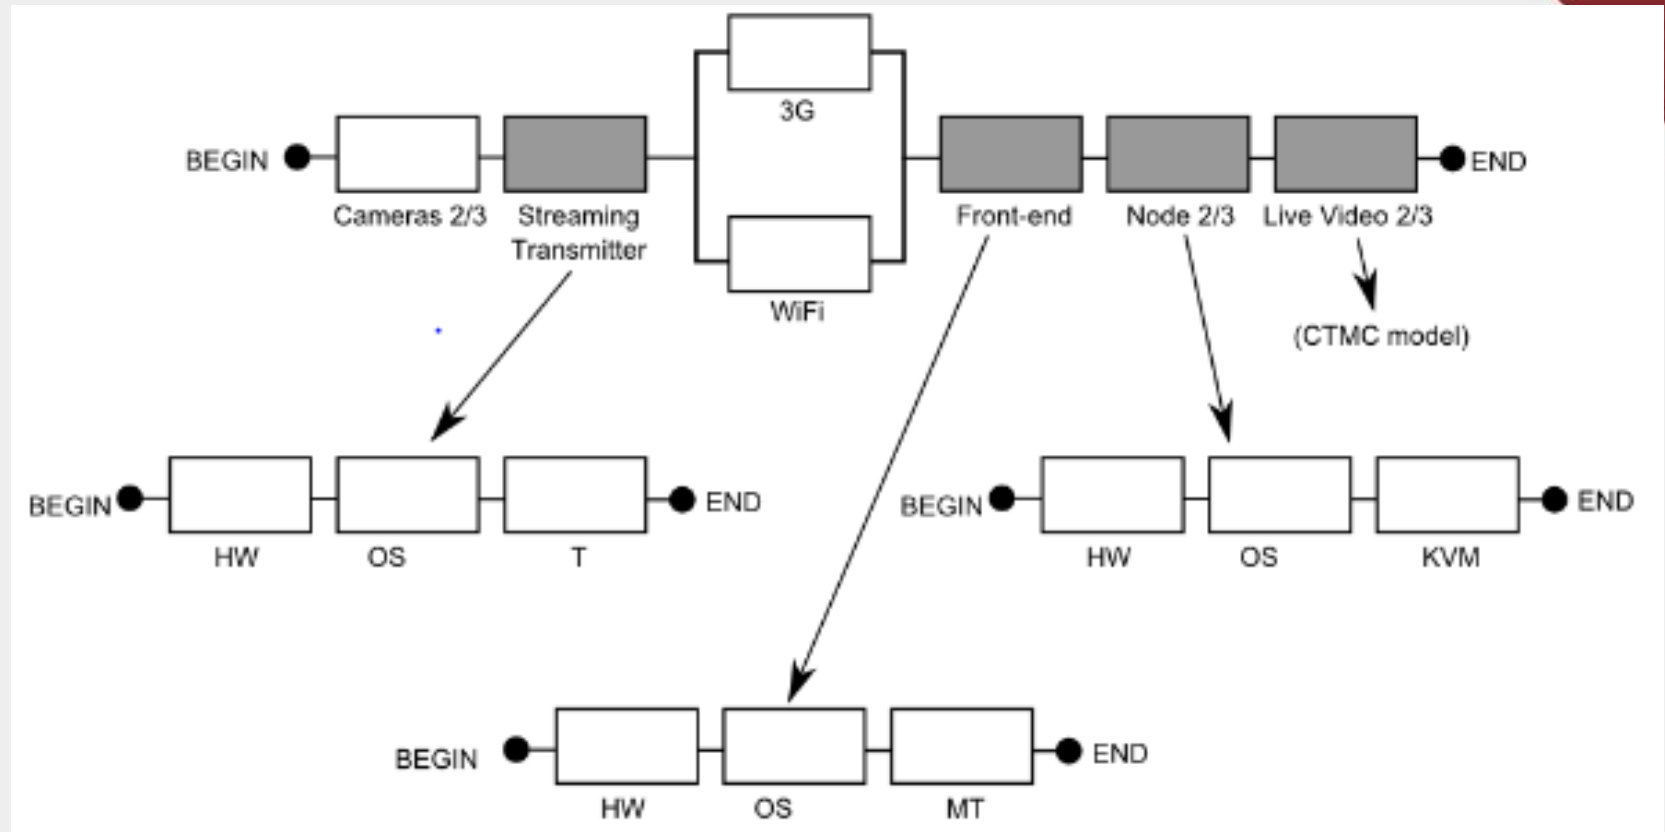 3G
BEGIN
END
Cameras 2/3
Streaming
Transmitter
Front-end
Node 2/3
Live Video 2/3
WiFi
(CTMC model)
BEGIN
END
HW
OS
T
BEGIN
END
HW
OS
KVM
BEGIN
END
HW
OS
MT